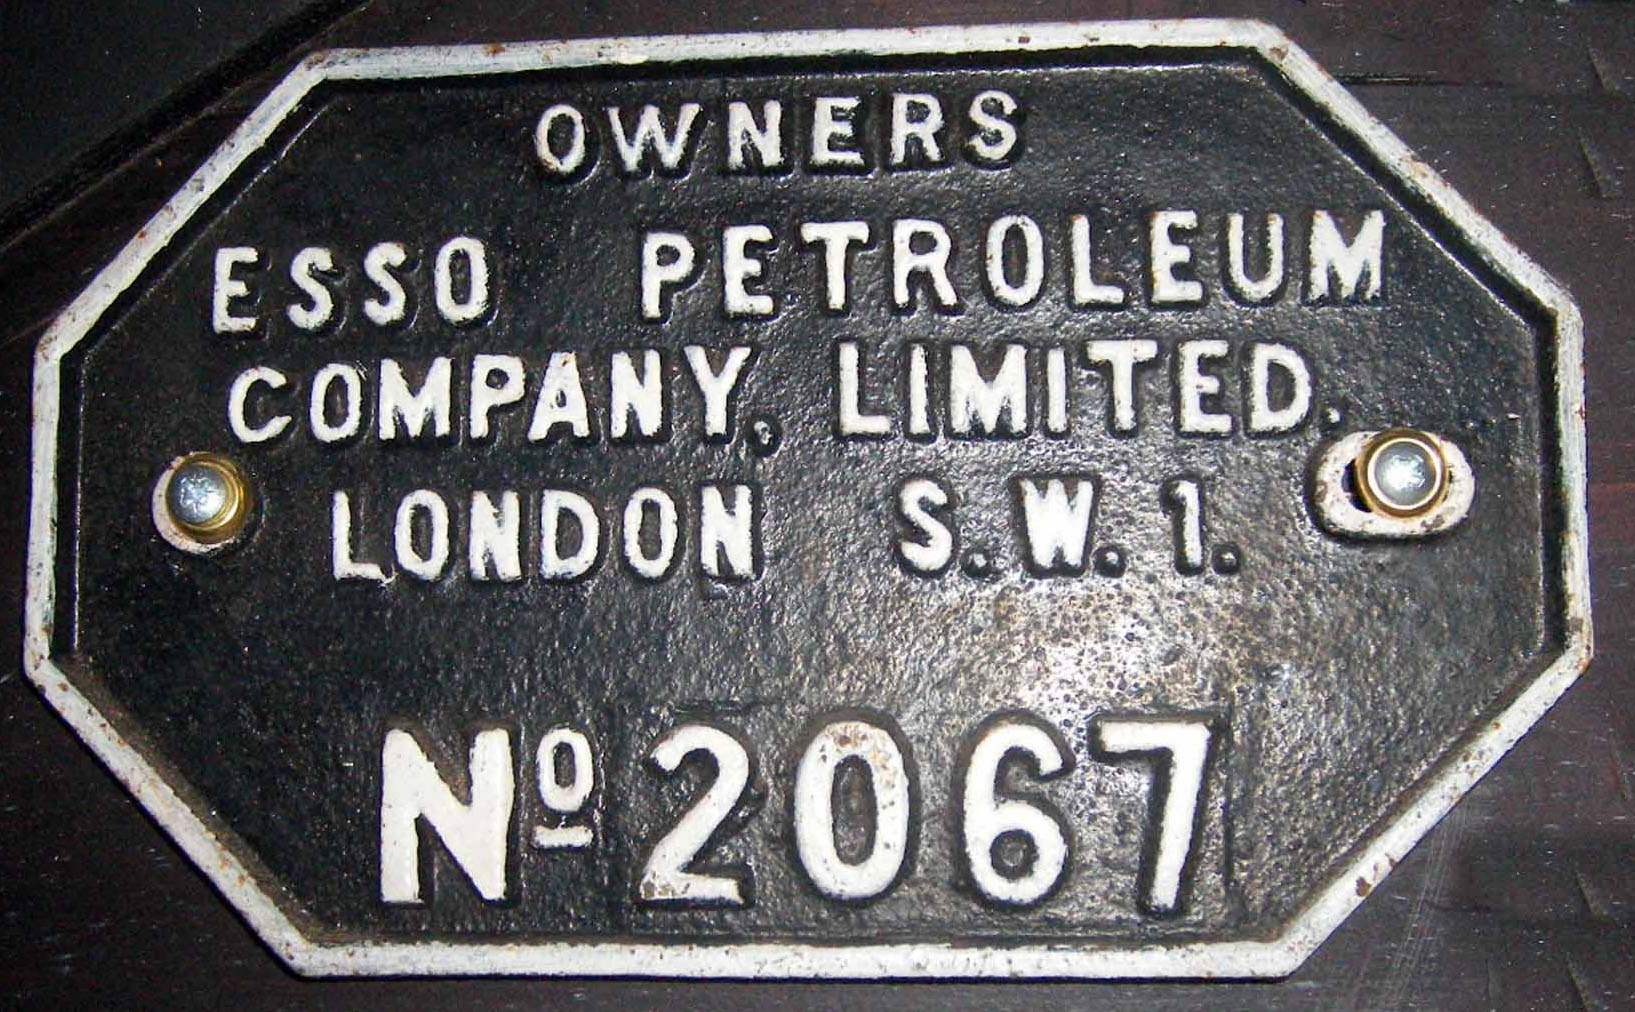 OWNERS
ESSO PETROLEUM
COMPANY, LIMITED.
LONDON S.W.1.
Nº 2067